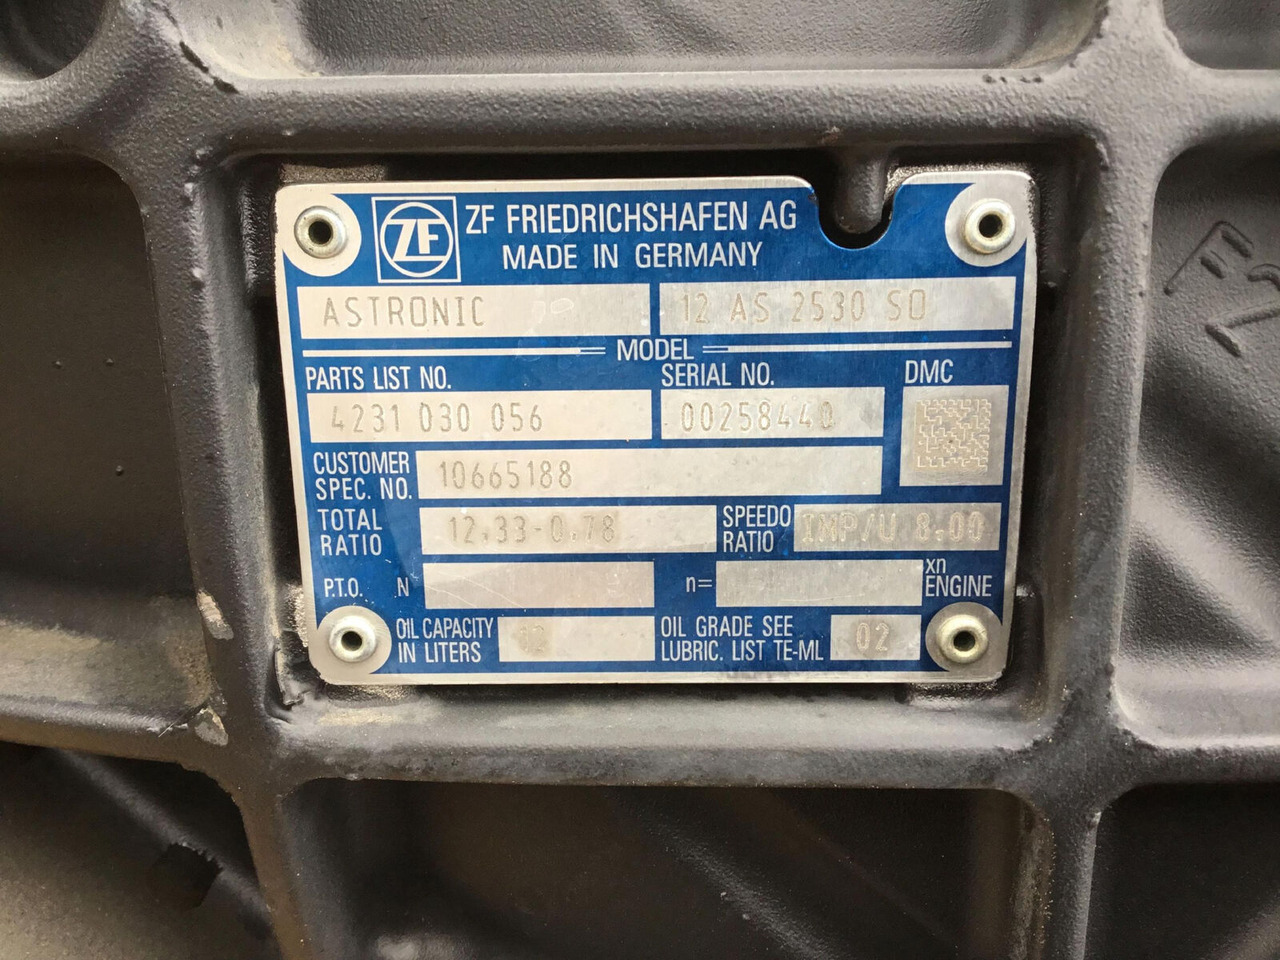 ZF ZF FRIEDRICHSHAFEN AG
MADE IN GERMANY
ASTRONIC 12 AS 2530 SO
MODEL
PARTS LIST NO. SERIAL NO. DMC
4231 030 056 00258440
CUSTOMER SPEC. NO. 10665188
TOTAL RATIO 12.33-0.78 SPEEDO RATIO IMP/U 8.00
P.T.O. N n= xn ENGINE
OIL CAPACITY IN LITERS 12 OIL GRADE SEE LUBRIC. LIST TE-ML 02